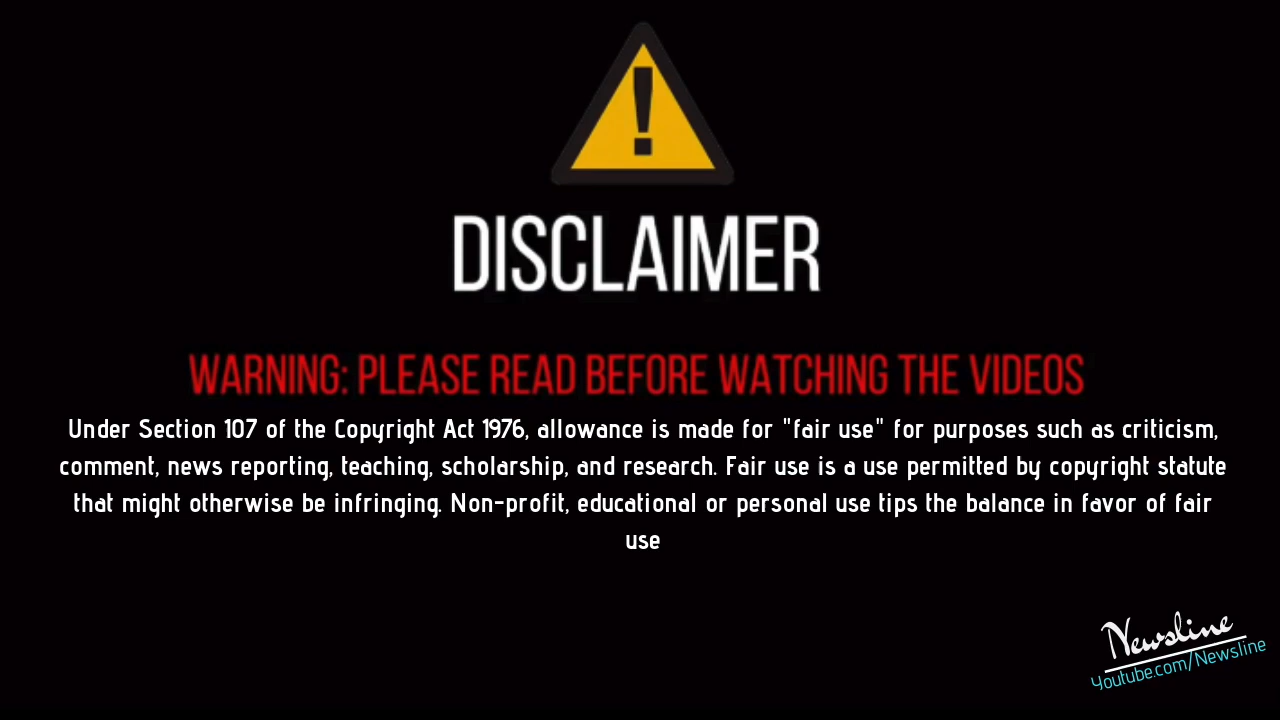 !
DISCLAIMER
WARNING: PLEASE READ BEFORE WATCHING THE VIDEOS
Under Section 107 of the Copyright Act 1976, allowance is made for "fair use" for purposes such as criticism,
comment, news reporting, teaching, scholarship, and research. Fair use is a use permitted by copyright statute
that might otherwise be infringing. Non-profit, educational or personal use tips the balance in favor of fair
use
Newsline
Youtube.com/Newsline